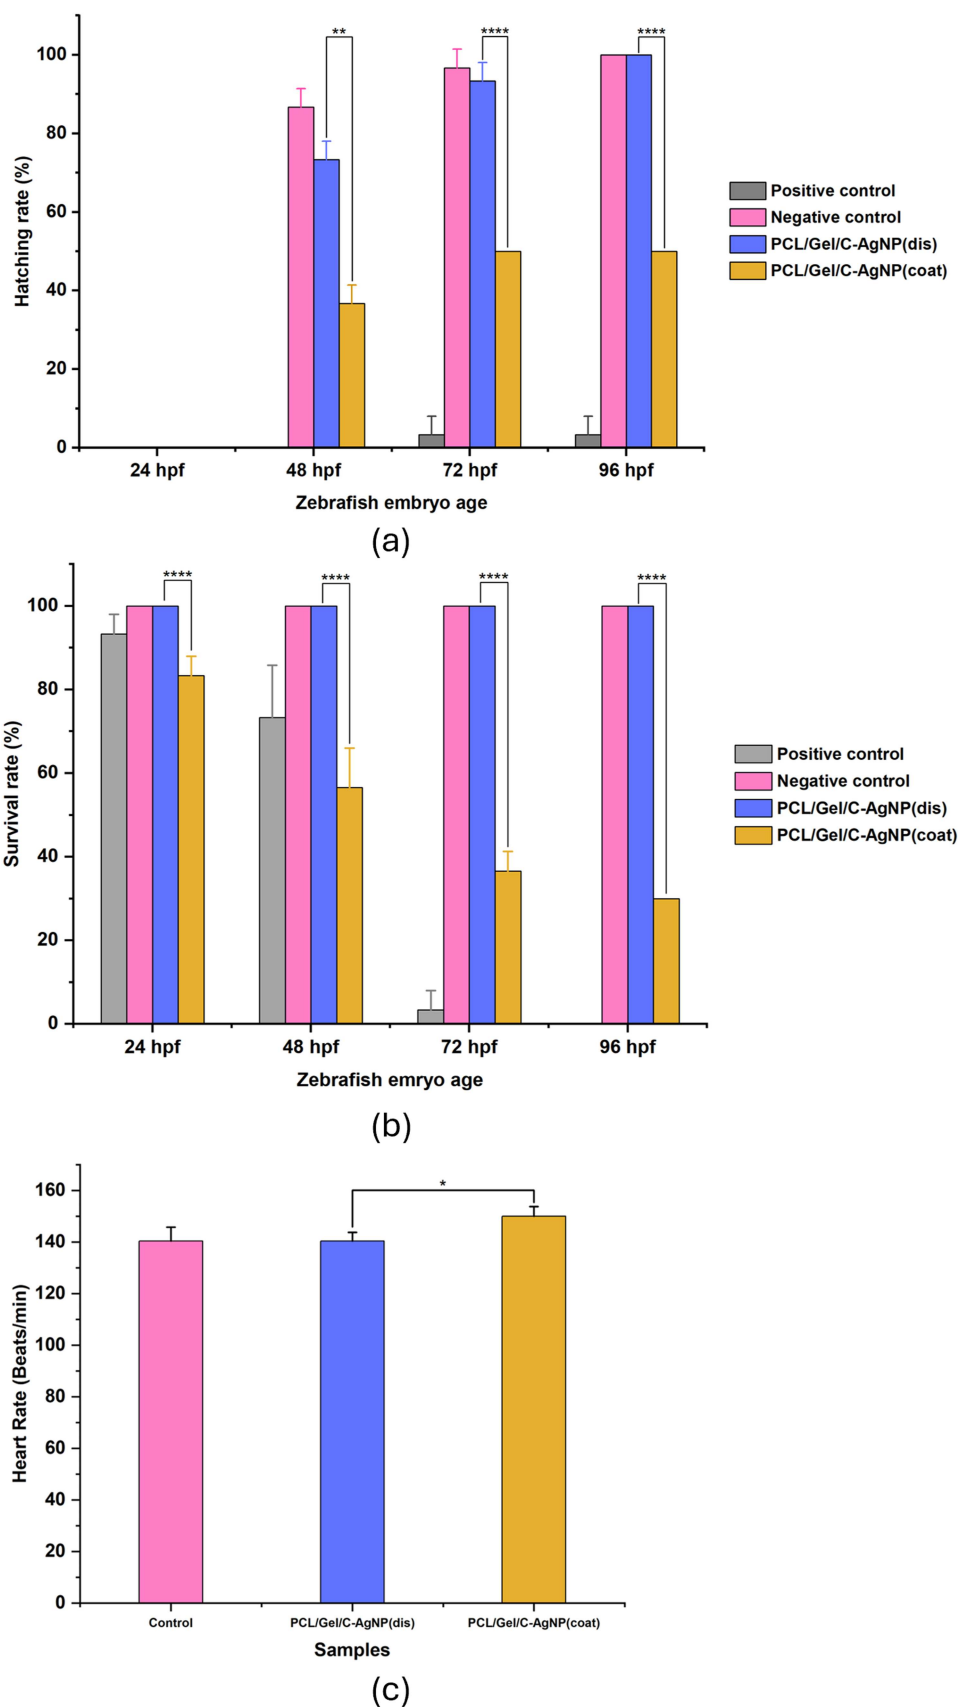 **
****
****
100
80
60
40
20
0
Hatching rate (%)
24 hpf
48 hpf
72 hpf
96 hpf
Zebrafish embryo age
Positive control
Negative control
PCL/Gel/C-AgNP(dis)
PCL/Gel/C-AgNP(coat)
(a)
****
****
****
****
100
80
60
40
20
0
Survival rate (%)
24 hpf
48 hpf
72 hpf
96 hpf
Zebrafish emryo age
Positive control
Negative control
PCL/Gel/C-AgNP(dis)
PCL/Gel/C-AgNP(coat)
(b)
*
160
140
120
100
80
60
40
20
0
Heart Rate (Beats/min)
Control
PCL/Gel/C-AgNP(dis)
PCL/Gel/C-AgNP(coat)
Samples
(c)